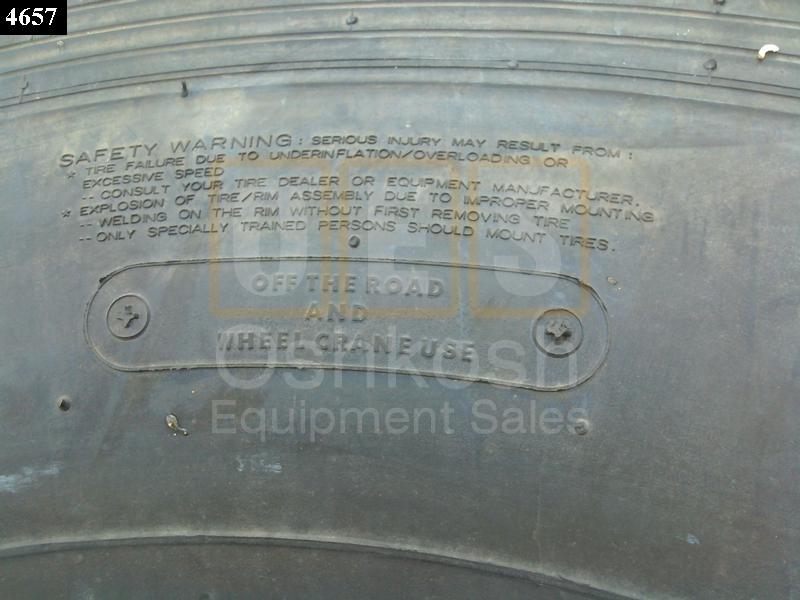 4657
SAFETY WARNING: SERIOUS INJURY MAY RESULT FROM:
* TIRE FAILURE DUE TO UNDERINFLATION/OVERLOADING OR
EXCESSIVE SPEED
-- CONSULT YOUR TIRE DEALER OR EQUIPMENT MANUFACTURER.
* EXPLOSION OF TIRE/RIM ASSEMBLY DUE TO IMPROPER MOUNTING
-- WELDING ON THE RIM WITHOUT FIRST REMOVING TIRE
-- ONLY SPECIALLY TRAINED PERSONS SHOULD MOUNT TIRES.
OES
OFF THE ROAD
AND
WHEEL CRANE USE
Oshkosh
Equipment Sales